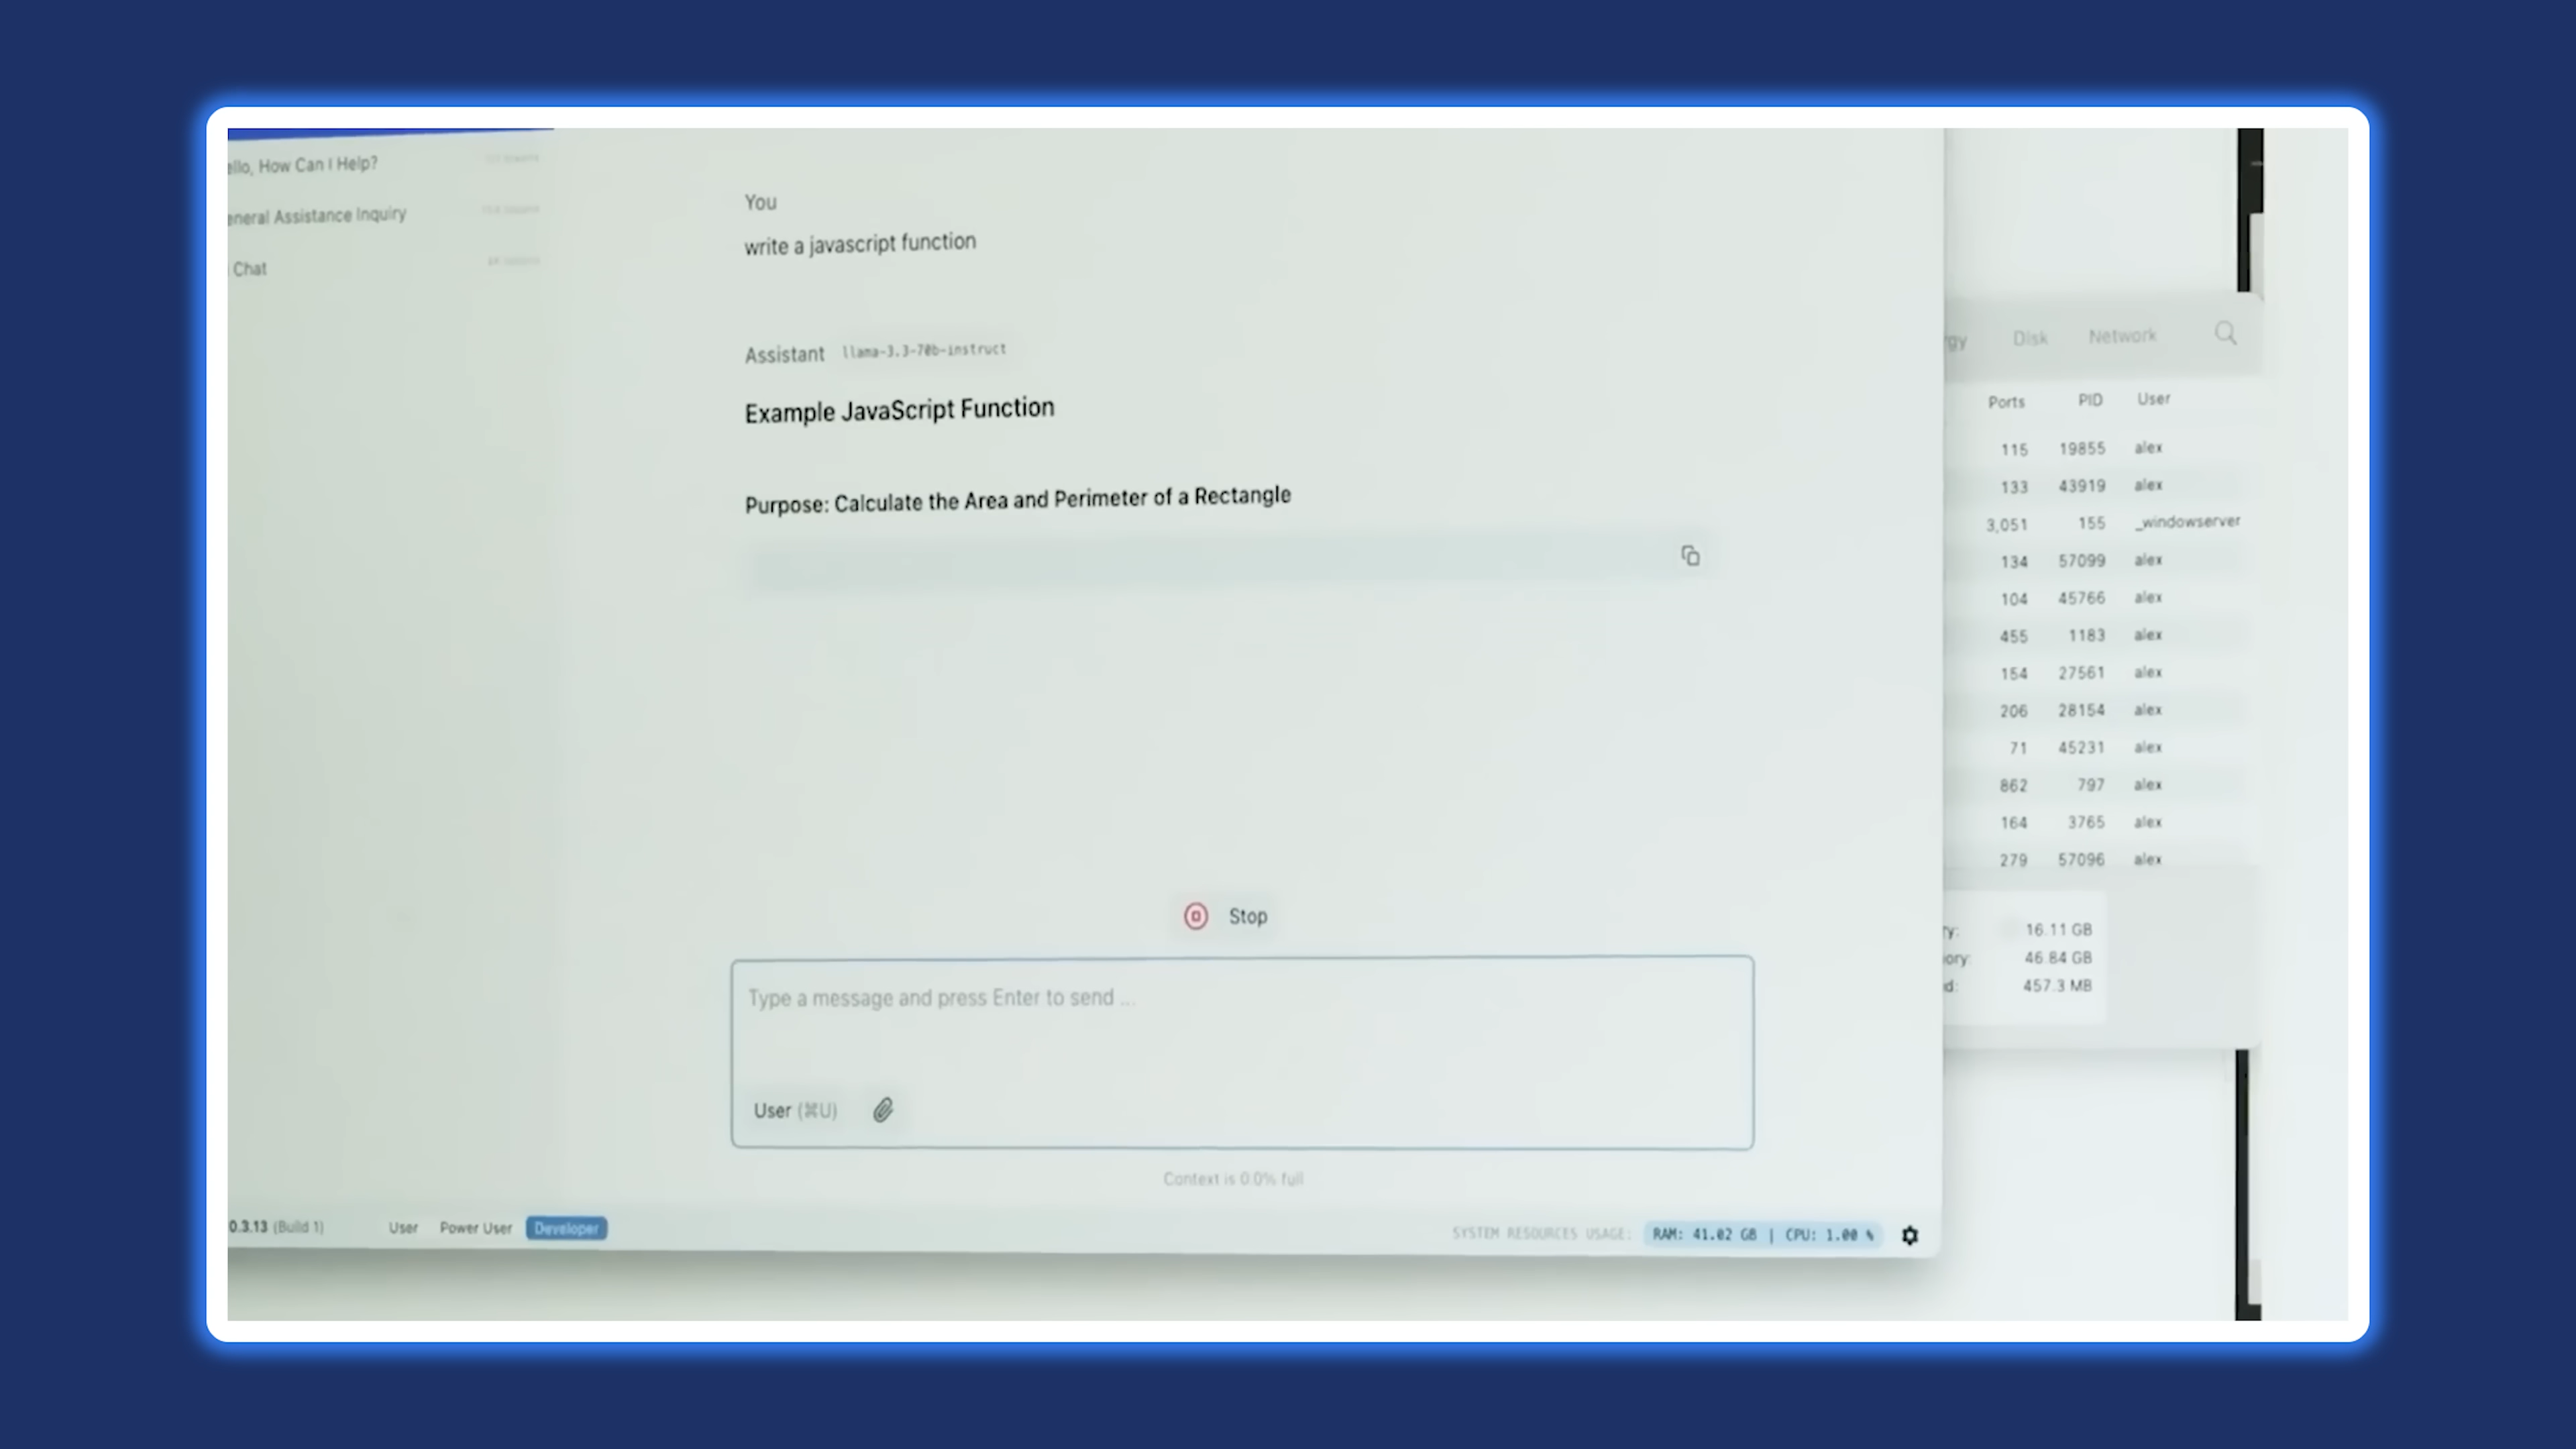 ello, How Can I Help?
eneral Assistance Inquiry
Chat
You
write a javascript function
Assistant llama-3.3-70b-instruct
Example JavaScript Function
Purpose: Calculate the Area and Perimeter of a Rectangle
Stop
Type a message and press Enter to send ...
User (⌘U)
Context is 0.0% full
0.3.13 (Build 1) User Power User Developer
SYSTEM RESOURCES USAGE: RAM: 41.02 GB | CPU: 1.00 %
rgy Disk Network
Ports PID User
115 19855 alex
133 43919 alex
3,051 155 _windowserver
134 57099 alex
104 45766 alex
455 1183 alex
154 27561 alex
206 28154 alex
71 45231 alex
862 797 alex
164 3765 alex
279 57096 alex
ry: 16.11 GB
ory: 46.84 GB
d: 457.3 MB